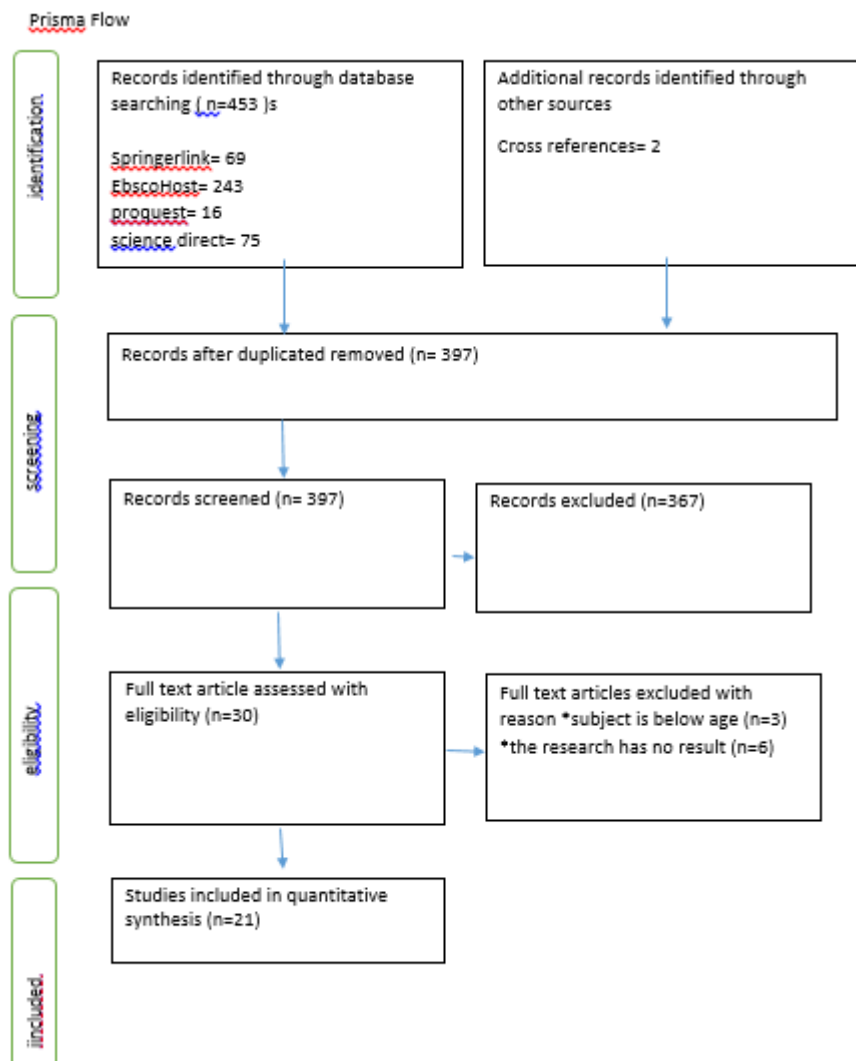 Prisma Flow
identification
Records identified through database
searching ( n=453 )s
Springerlink= 69
EbscoHost= 243
proquest= 16
science direct= 75
Additional records identified through
other sources
Cross references= 2
screening
Records after duplicated removed (n= 397)
Records screened (n= 397)
Records excluded (n=367)
eligibility
Full text article assessed with
eligibility (n=30)
Full text articles excluded with
reason *subject is below age (n=3)
*the research has no result (n=6)
iincluded
Studies included in quantitative
synthesis (n=21)